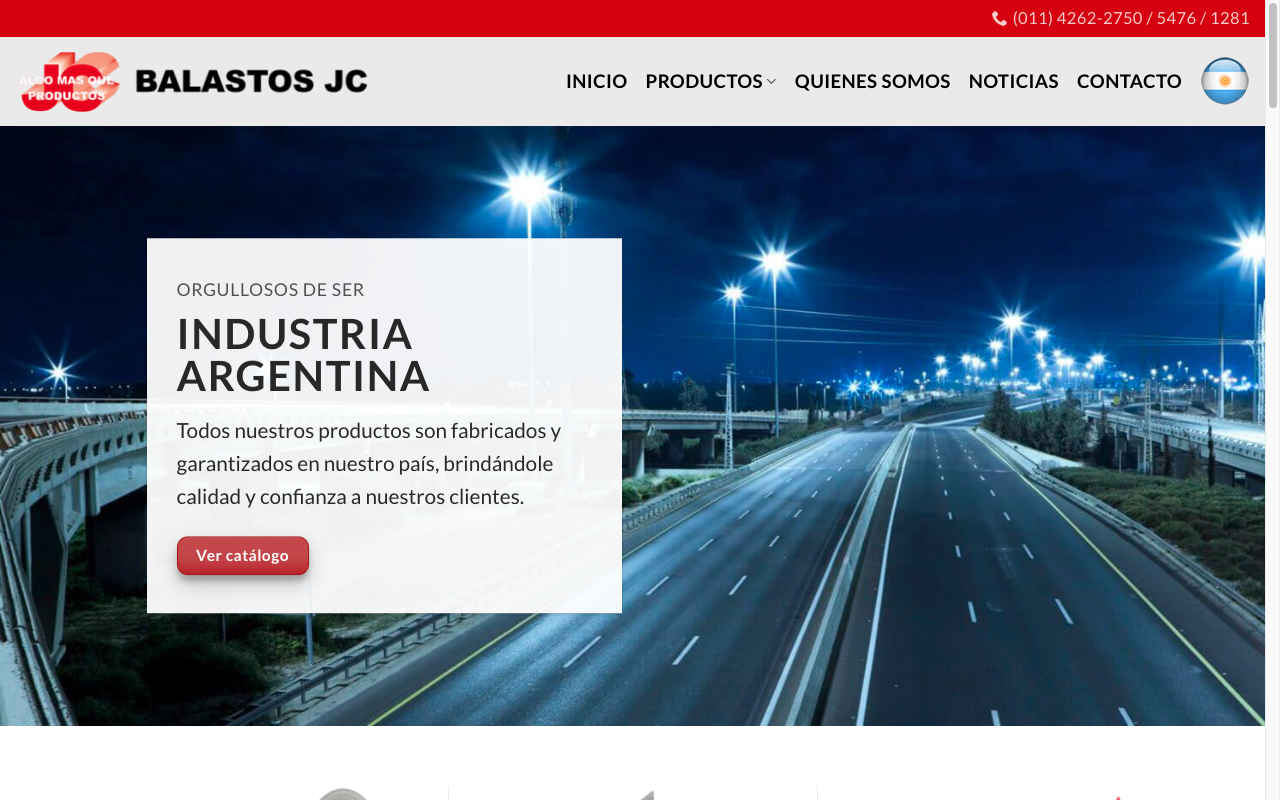 (011) 4262-2750 / 5476 / 1281
ALGO MAS QUE
PRODUCTOS
JC
BALASTOS JC
INICIO PRODUCTOS QUIENES SOMOS NOTICIAS CONTACTO
ORGULLOSOS DE SER
INDUSTRIA
ARGENTINA
Todos nuestros productos son fabricados y
garantizados en nuestro país, brindándole
calidad y confianza a nuestros clientes.
Ver catálogo